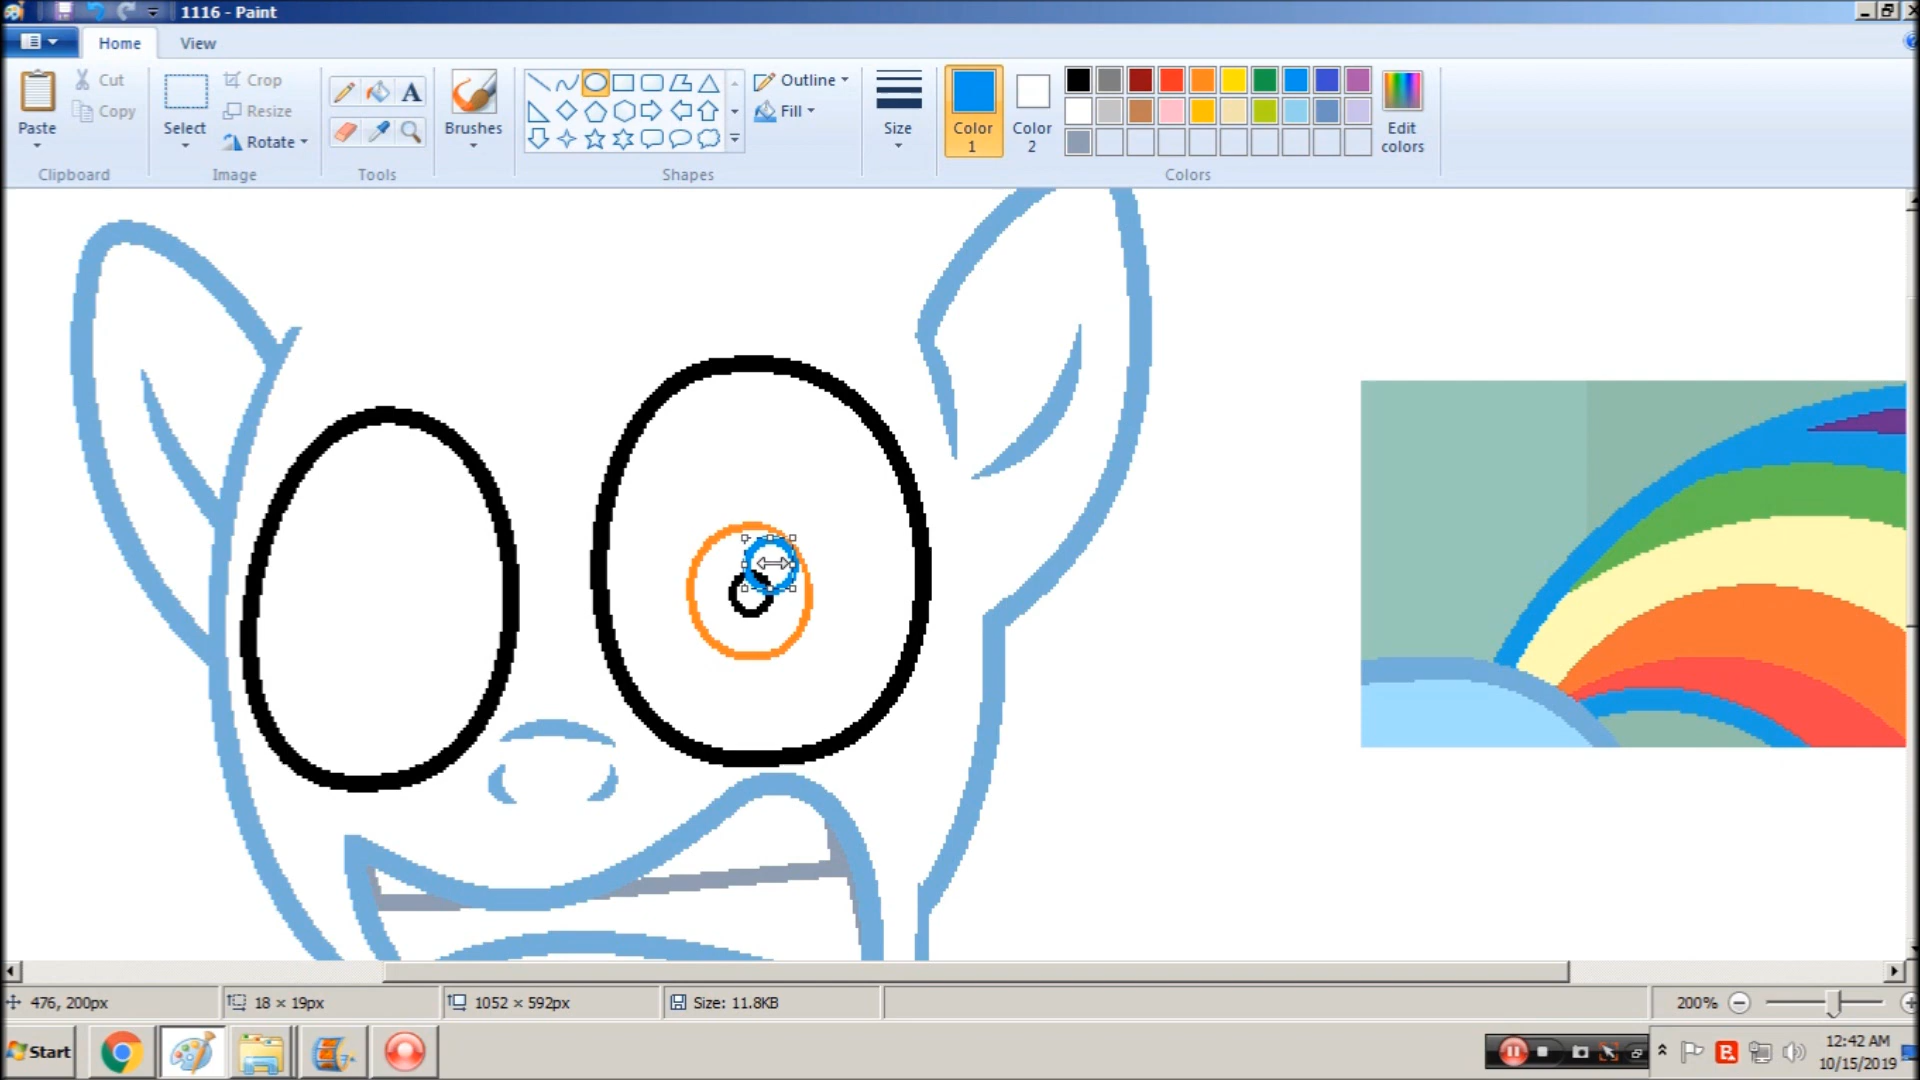 1116 - Paint
Home View
Paste
Cut
Copy
Clipboard
Select
Crop
Resize
Rotate
Image
A
Tools
Brushes
Shapes
Outline
Fill
Size
Color 1
Color 2
Colors
Edit colors
476, 200px
18 × 19px
1052 × 592px
Size: 11.8KB
200%
Start
12:42 AM
10/15/2019